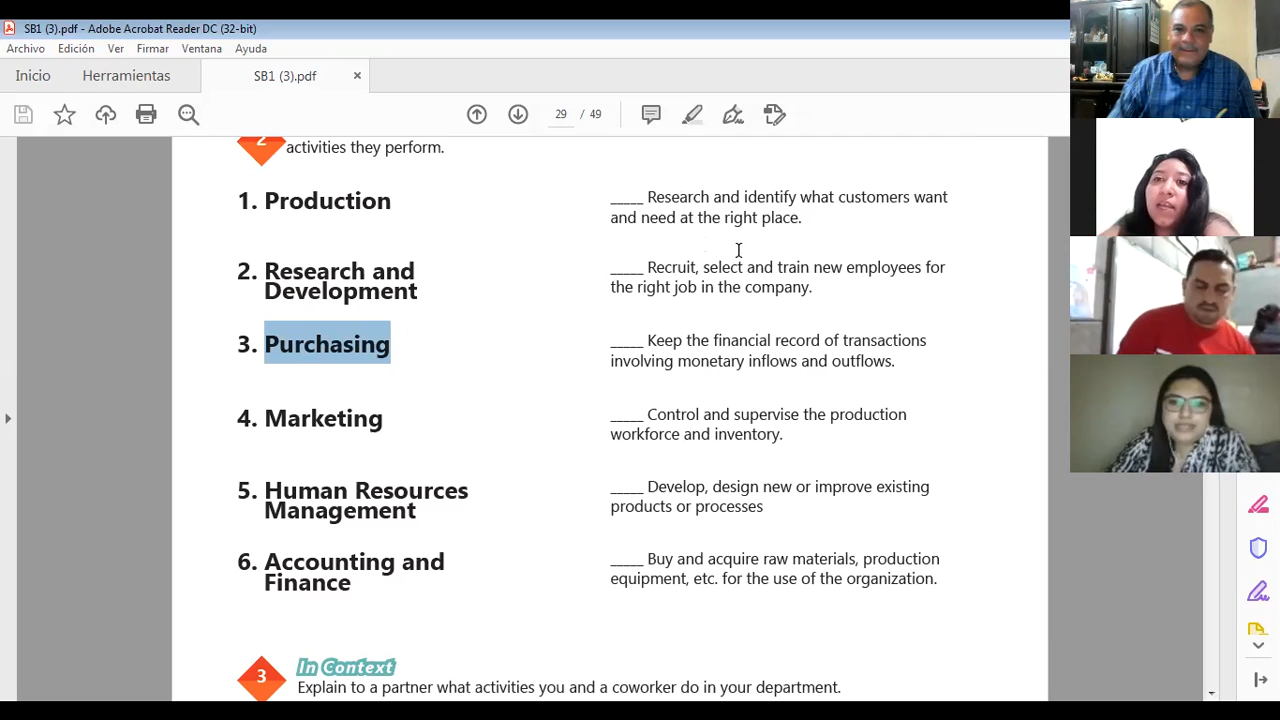 SB1 (3).pdf - Adobe Acrobat Reader DC (32-bit)
Archivo Edición Ver Firmar Ventana Ayuda
Inicio Herramientas SB1 (3).pdf ×
29 / 49
2
activities they perform.
1. Production
_____ Research and identify what customers want
and need at the right place.
2. Research and
Development
_____ Recruit, select and train new employees for
the right job in the company.
3. Purchasing
_____ Keep the financial record of transactions
involving monetary inflows and outflows.
4. Marketing
_____ Control and supervise the production
workforce and inventory.
5. Human Resources
Management
_____ Develop, design new or improve existing
products or processes
6. Accounting and
Finance
_____ Buy and acquire raw materials, production
equipment, etc. for the use of the organization.
3
In Context
Explain to a partner what activities you and a coworker do in your department.